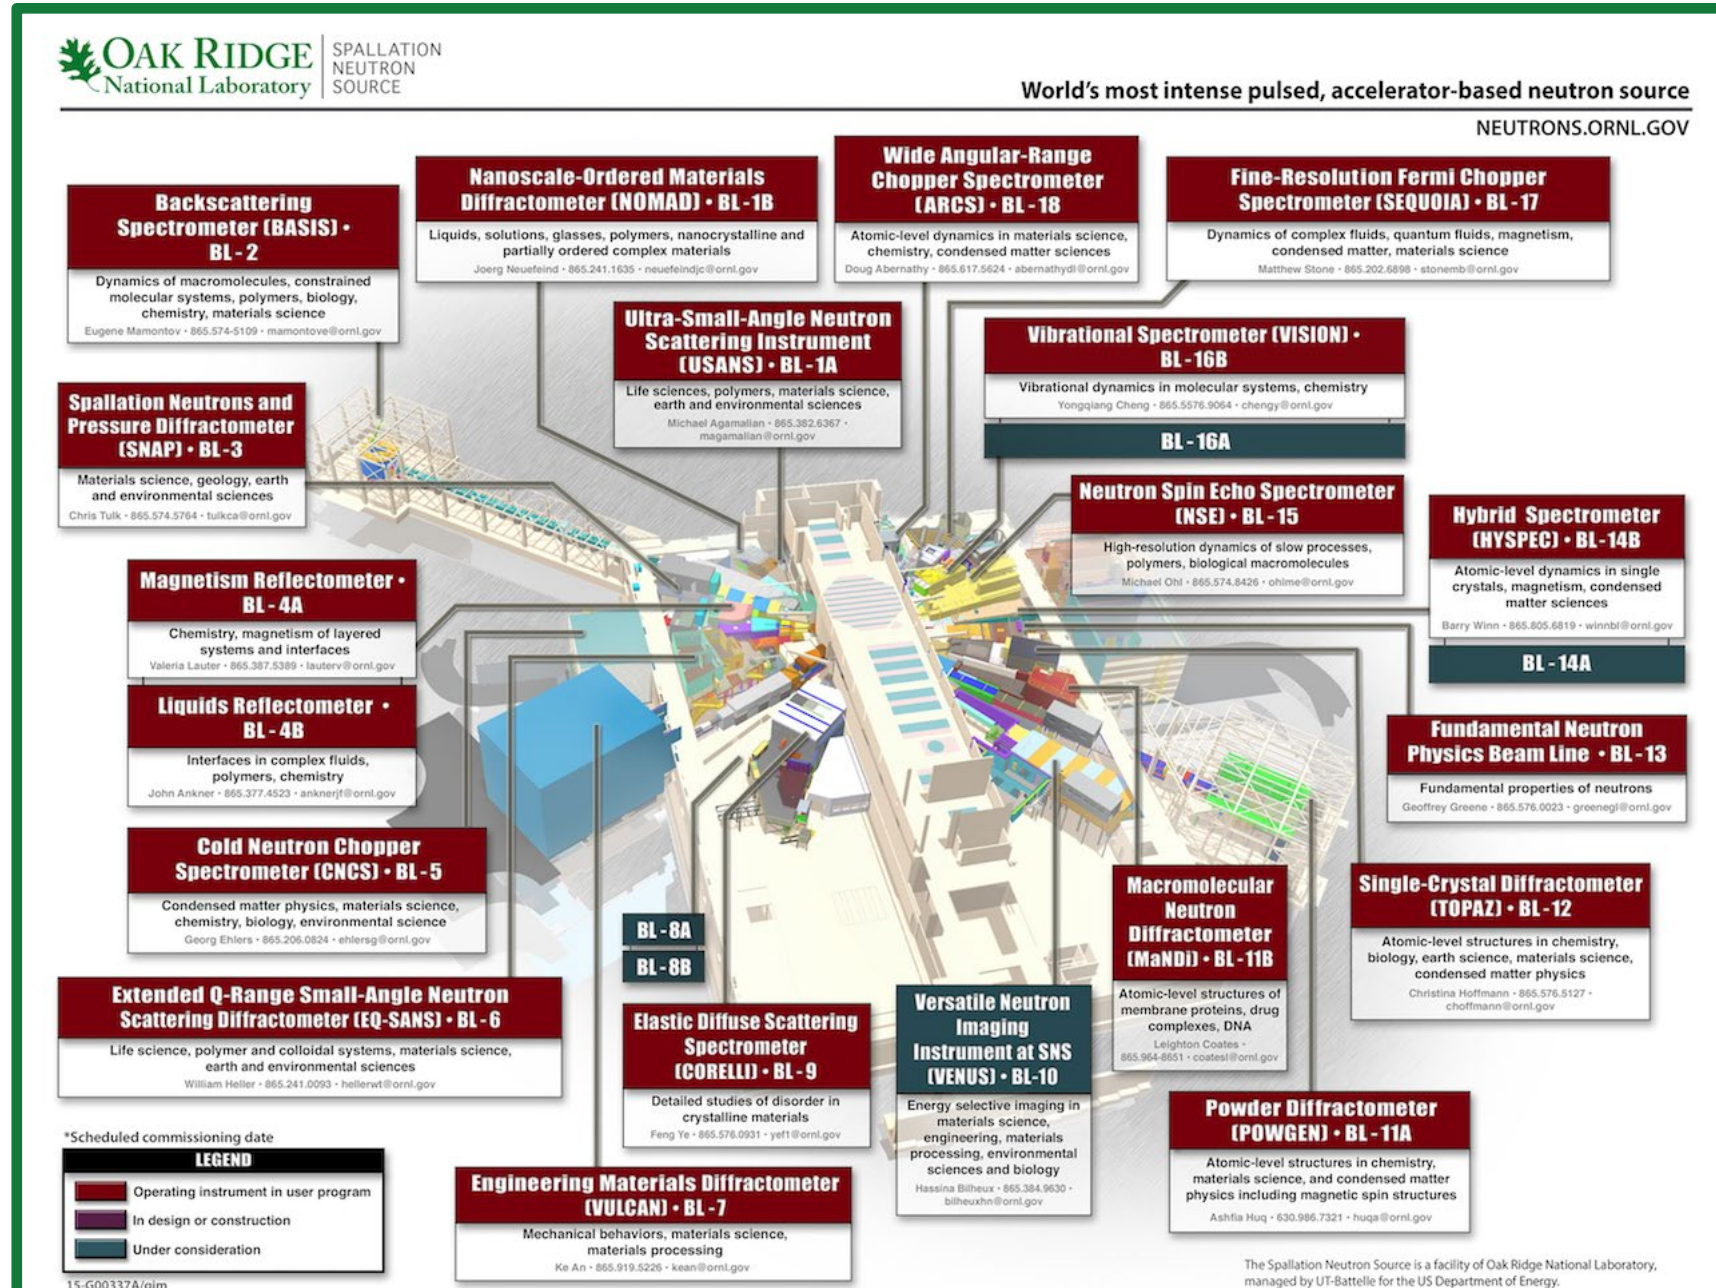 OAK RIDGE
National Laboratory
SPALLATION
NEUTRON
SOURCE
World's most intense pulsed, accelerator-based neutron source
NEUTRONS.ORNL.GOV
Backscattering
Spectrometer (BASIS) •
BL-2
Dynamics of macromolecules, constrained
molecular systems, polymers, biology,
chemistry, materials science
Eugene Mamontov • 865.574-5109 • mamontove@ornl.gov
Nanoscale-Ordered Materials
Diffractometer (NOMAD) • BL-1B
Liquids, solutions, glasses, polymers, nanocrystalline and
partially ordered complex materials
Joerg Neuefeind • 865.241.1635 • neuefeindjc@ornl.gov
Wide Angular-Range
Chopper Spectrometer
(ARCS) • BL-18
Atomic-level dynamics in materials science,
chemistry, condensed matter sciences
Doug Abernathy • 865.617.5624 • abernathydl@ornl.gov
Fine-Resolution Fermi Chopper
Spectrometer (SEQUOIA) • BL-17
Dynamics of complex fluids, quantum fluids, magnetism,
condensed matter, materials science
Matthew Stone • 865.202.6898 • stonemb@ornl.gov
Ultra-Small-Angle Neutron
Scattering Instrument
(USANS) • BL-1A
Life sciences, polymers, materials science,
earth and environmental sciences
Michael Agamalian • 865.382.6367 •
magamalian@ornl.gov
Vibrational Spectrometer (VISION) •
BL-16B
Vibrational dynamics in molecular systems, chemistry
Yongqiang Cheng • 865.5576.9064 • chengy@ornl.gov
BL-16A
Spallation Neutrons and
Pressure Diffractometer
(SNAP) • BL-3
Materials science, geology, earth
and environmental sciences
Chris Tulk • 865.574.5764 • tulkca@ornl.gov
Neutron Spin Echo Spectrometer
(NSE) • BL-15
High-resolution dynamics of slow processes,
polymers, biological macromolecules
Michael Ohl • 865.574.8426 • ohlme@ornl.gov
Hybrid Spectrometer
(HYSPEC) • BL-14B
Atomic-level dynamics in single
crystals, magnetism, condensed
matter sciences
Barry Winn • 865.805.6819 • winnbl@ornl.gov
BL-14A
Magnetism Reflectometer •
BL-4A
Chemistry, magnetism of layered
systems and interfaces
Valeria Lauter • 865.387.5389 • lauterv@ornl.gov
Liquids Reflectometer •
BL-4B
Interfaces in complex fluids,
polymers, chemistry
John Ankner • 865.377.4523 • anknerjf@ornl.gov
Fundamental Neutron
Physics Beam Line • BL-13
Fundamental properties of neutrons
Geoffrey Greene • 865.576.0023 • greenegl@ornl.gov
Cold Neutron Chopper
Spectrometer (CNCS) • BL-5
Condensed matter physics, materials science,
chemistry, biology, environmental science
Georg Ehlers • 865.206.0824 • ehlersg@ornl.gov
BL-8A
BL-8B
Macromolecular
Neutron
Diffractometer
(MaNDi) • BL-11B
Atomic-level structures of
membrane proteins, drug
complexes, DNA
Leighton Coates •
865.964-8651 • coatesl@ornl.gov
Single-Crystal Diffractometer
(TOPAZ) • BL-12
Atomic-level structures in chemistry,
biology, earth science, materials science,
condensed matter physics
Christina Hoffmann • 865.576.5127 •
choffmann@ornl.gov
Extended Q-Range Small-Angle Neutron
Scattering Diffractometer (EQ-SANS) • BL-6
Life science, polymer and colloidal systems, materials science,
earth and environmental sciences
William Heller • 865.241.0093 • hellerwt@ornl.gov
Elastic Diffuse Scattering
Spectrometer
(CORELLI) • BL-9
Detailed studies of disorder in
crystalline materials
Feng Ye • 865.576.0931 • yef1@ornl.gov
Versatile Neutron
Imaging
Instrument at SNS
(VENUS) • BL-10
Energy selective imaging in
materials science,
engineering, materials
processing, environmental
sciences and biology
Hassina Bilheux • 865.384.9630 •
bilheuxhn@ornl.gov
Powder Diffractometer
(POWGEN) • BL-11A
Atomic-level structures in chemistry,
materials science, and condensed matter
physics including magnetic spin structures
Ashfia Huq • 630.986.7321 • huqa@ornl.gov
Engineering Materials Diffractometer
(VULCAN) • BL-7
Mechanical behaviors, materials science,
materials processing
Ke An • 865.919.5226 • kean@ornl.gov
*Scheduled commissioning date
LEGEND
Operating instrument in user program
In design or construction
Under consideration
15-G00337A/gim
The Spallation Neutron Source is a facility of Oak Ridge National Laboratory,
managed by UT-Battelle for the US Department of Energy.